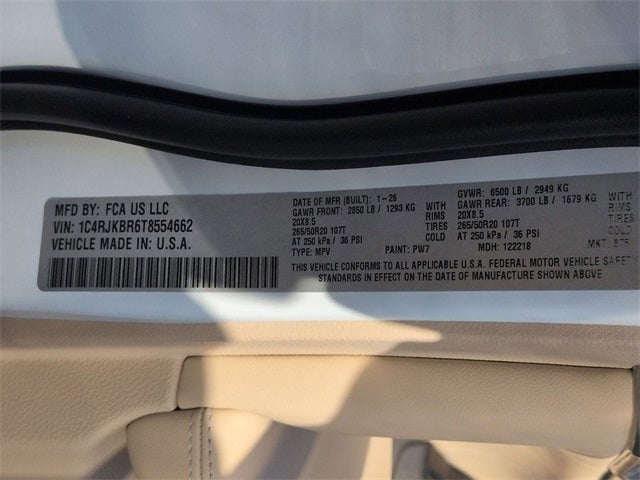 MFD BY: FCA US LLC
VIN: 1C4RJKBR6T8554662
VEHICLE MADE IN: U.S.A.
DATE OF MFR (BUILT): 1-26
GAWR FRONT: 2850 LB / 1293 KG WITH
20X8.5 RIMS
265/50R20 107T TIRES
AT 250 kPa / 36 PSI COLD
TYPE: MPV PAINT: PW7
GVWR: 6500 LB / 2949 KG
GAWR REAR: 3700 LB / 1679 KG WITH
20X8.5 RIMS
265/50R20 107T TIRES
AT 250 kPa / 36 PSI COLD
MDH: 122218 MKT:
THIS VEHICLE CONFORMS TO ALL APPLICABLE U.S.A. FEDERAL MOTOR VEHICLE SAFETY
STANDARDS IN EFFECT ON THE DATE OF MANUFACTURE SHOWN ABOVE